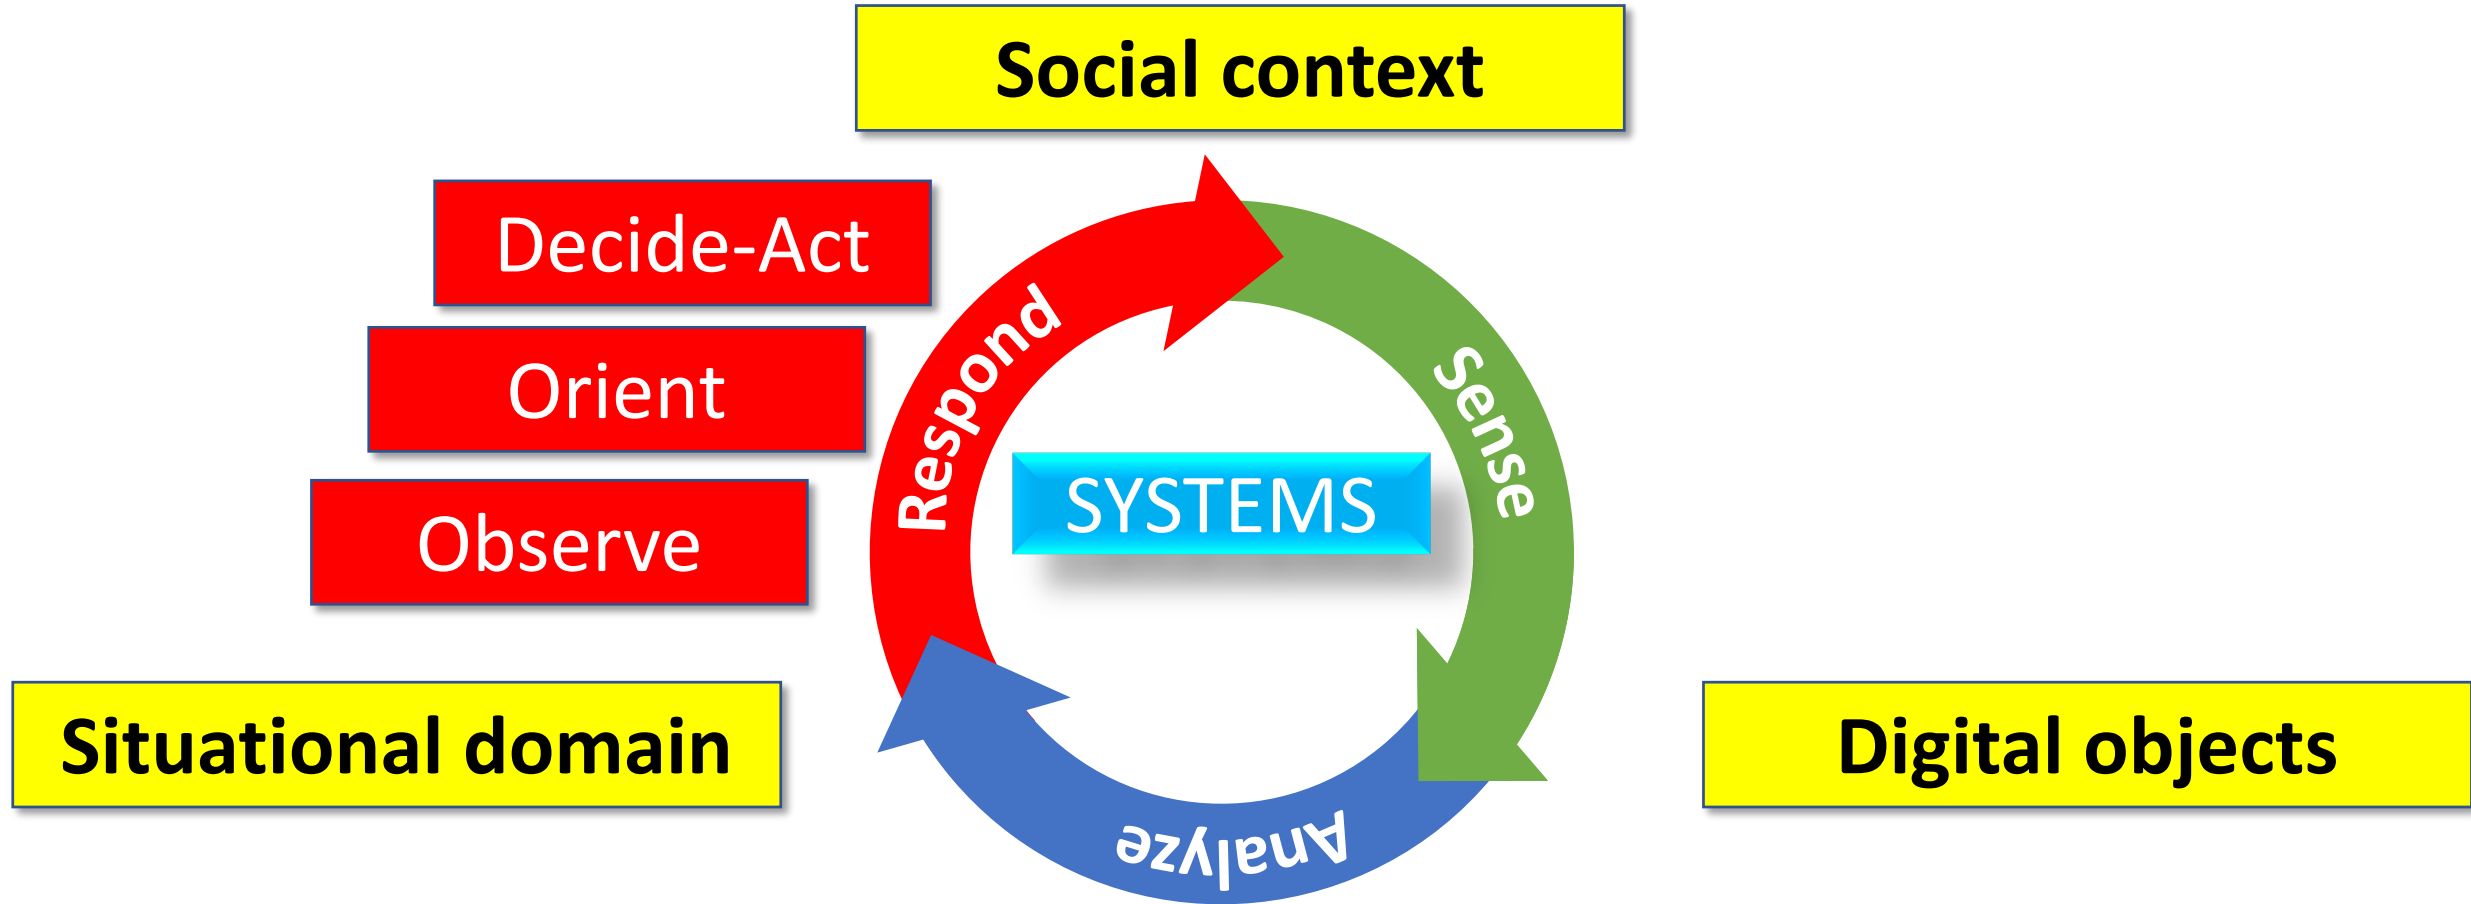 Social context
Decide-Act
Orient
Observe
Respond
Sense
SYSTEMS
Situational domain
Digital objects
Analyze